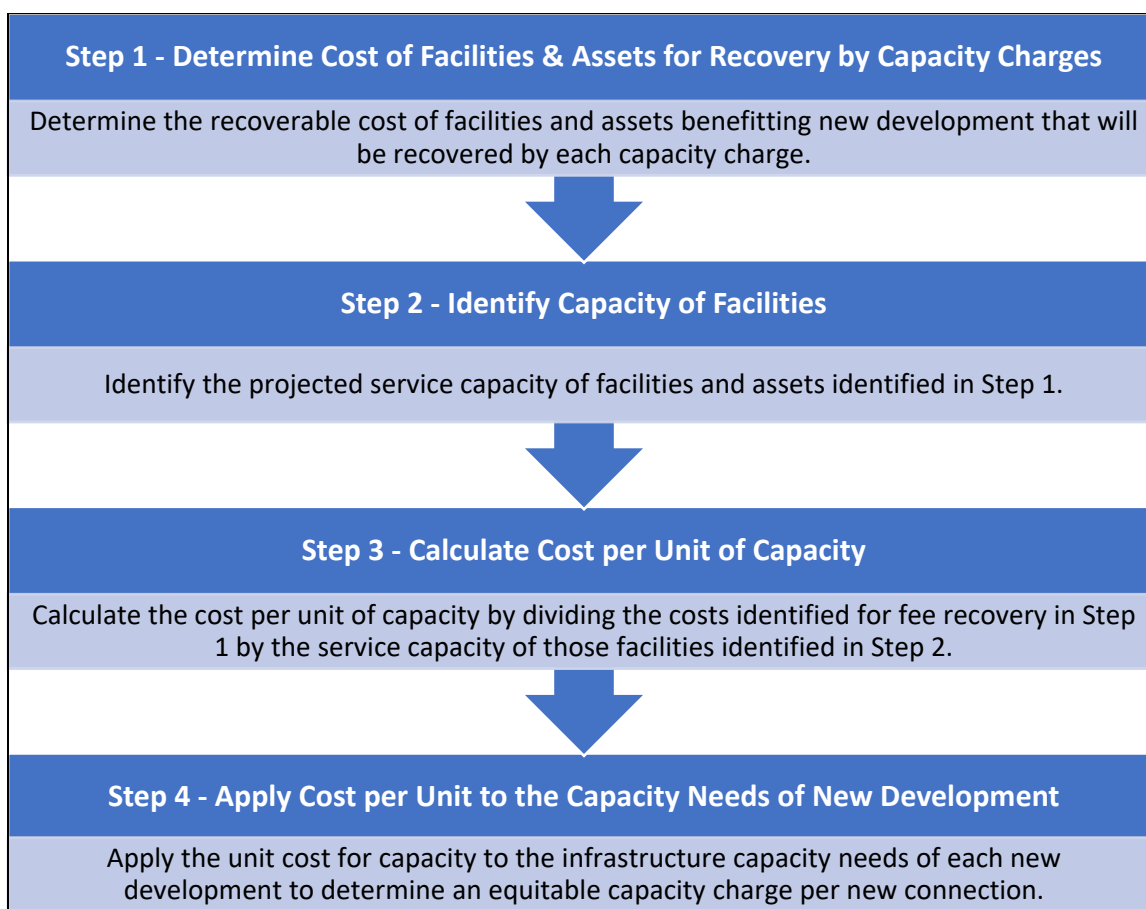 Step 1 - Determine Cost of Facilities & Assets for Recovery by Capacity Charges
Determine the recoverable cost of facilities and assets benefitting new development that will
be recovered by each capacity charge.
Step 2 - Identify Capacity of Facilities
Identify the projected service capacity of facilities and assets identified in Step 1.
Step 3 - Calculate Cost per Unit of Capacity
Calculate the cost per unit of capacity by dividing the costs identified for fee recovery in Step
1 by the service capacity of those facilities identified in Step 2.
Step 4 - Apply Cost per Unit to the Capacity Needs of New Development
Apply the unit cost for capacity to the infrastructure capacity needs of each new
development to determine an equitable capacity charge per new connection.